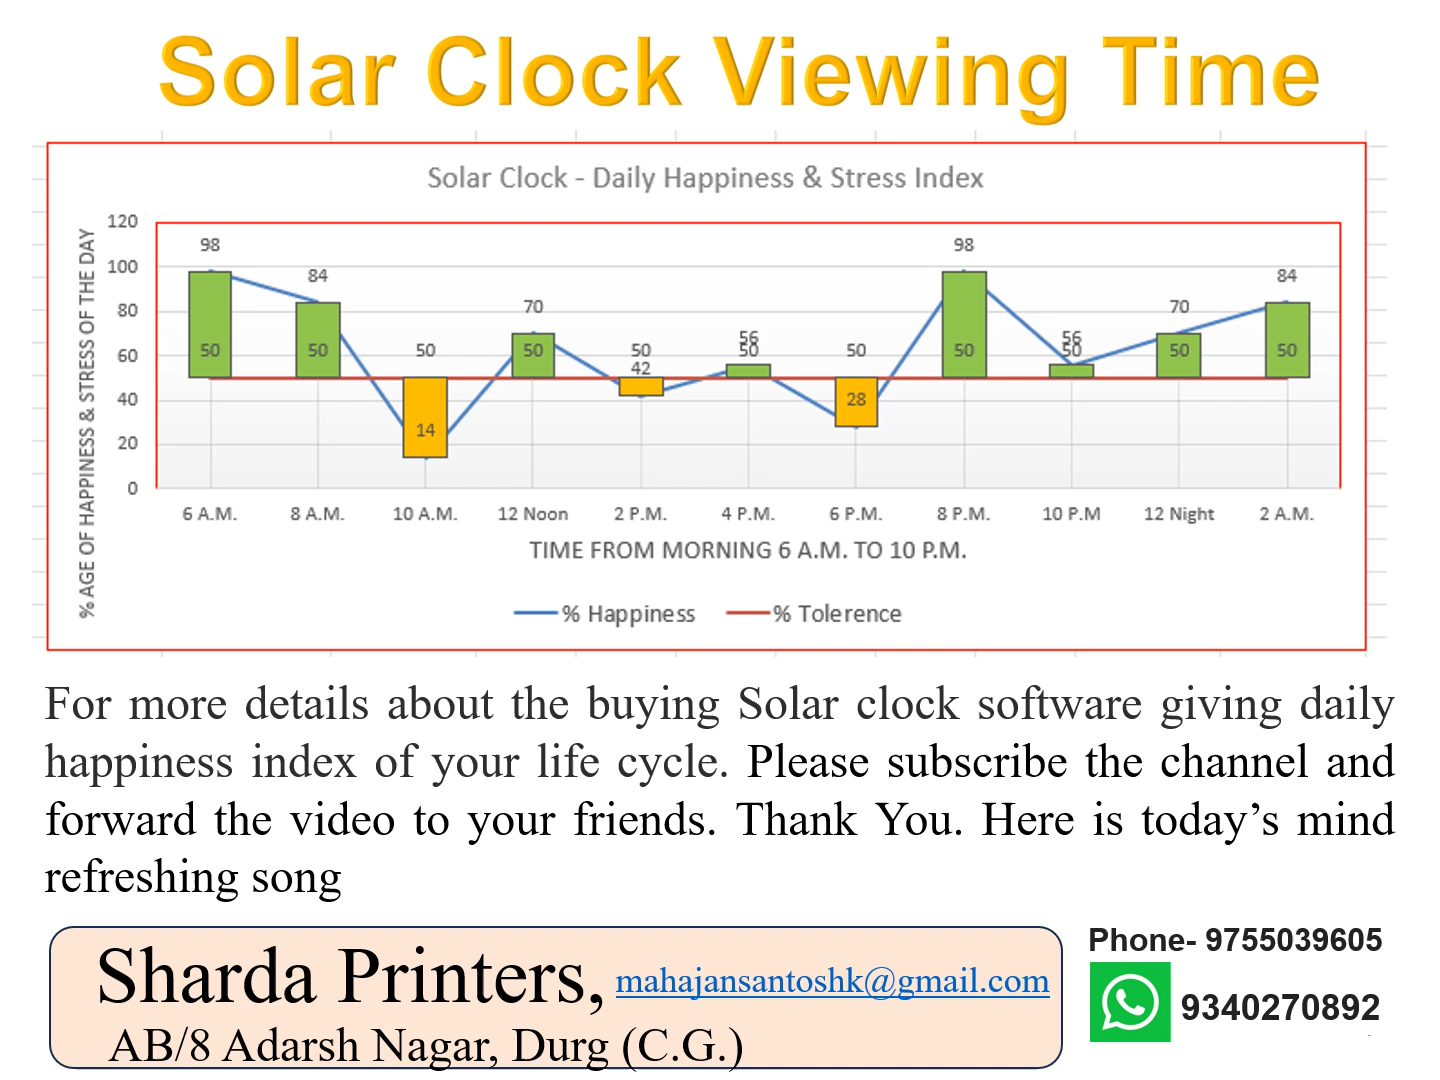 Solar Clock Viewing Time
Solar Clock - Daily Happiness & Stress Index
% AGE OF HAPPINESS & STRESS OF THE DAY
120
100
80
60
40
20
0
98 84 50 70 50 56 50 98 56 70 84
50 50 14 50 42 50 28 50 50 50 50
6 A.M. 8 A.M. 10 A.M. 12 Noon 2 P.M. 4 P.M. 6 P.M. 8 P.M. 10 P.M 12 Night 2 A.M.
TIME FROM MORNING 6 A.M. TO 10 P.M.
% Happiness % Tolerence
For more details about the buying Solar clock software giving daily
happiness index of your life cycle. Please subscribe the channel and
forward the video to your friends. Thank You. Here is today’s mind
refreshing song
Sharda Printers, mahajansantoshk@gmail.com
AB/8 Adarsh Nagar, Durg (C.G.)
Phone- 9755039605
9340270892